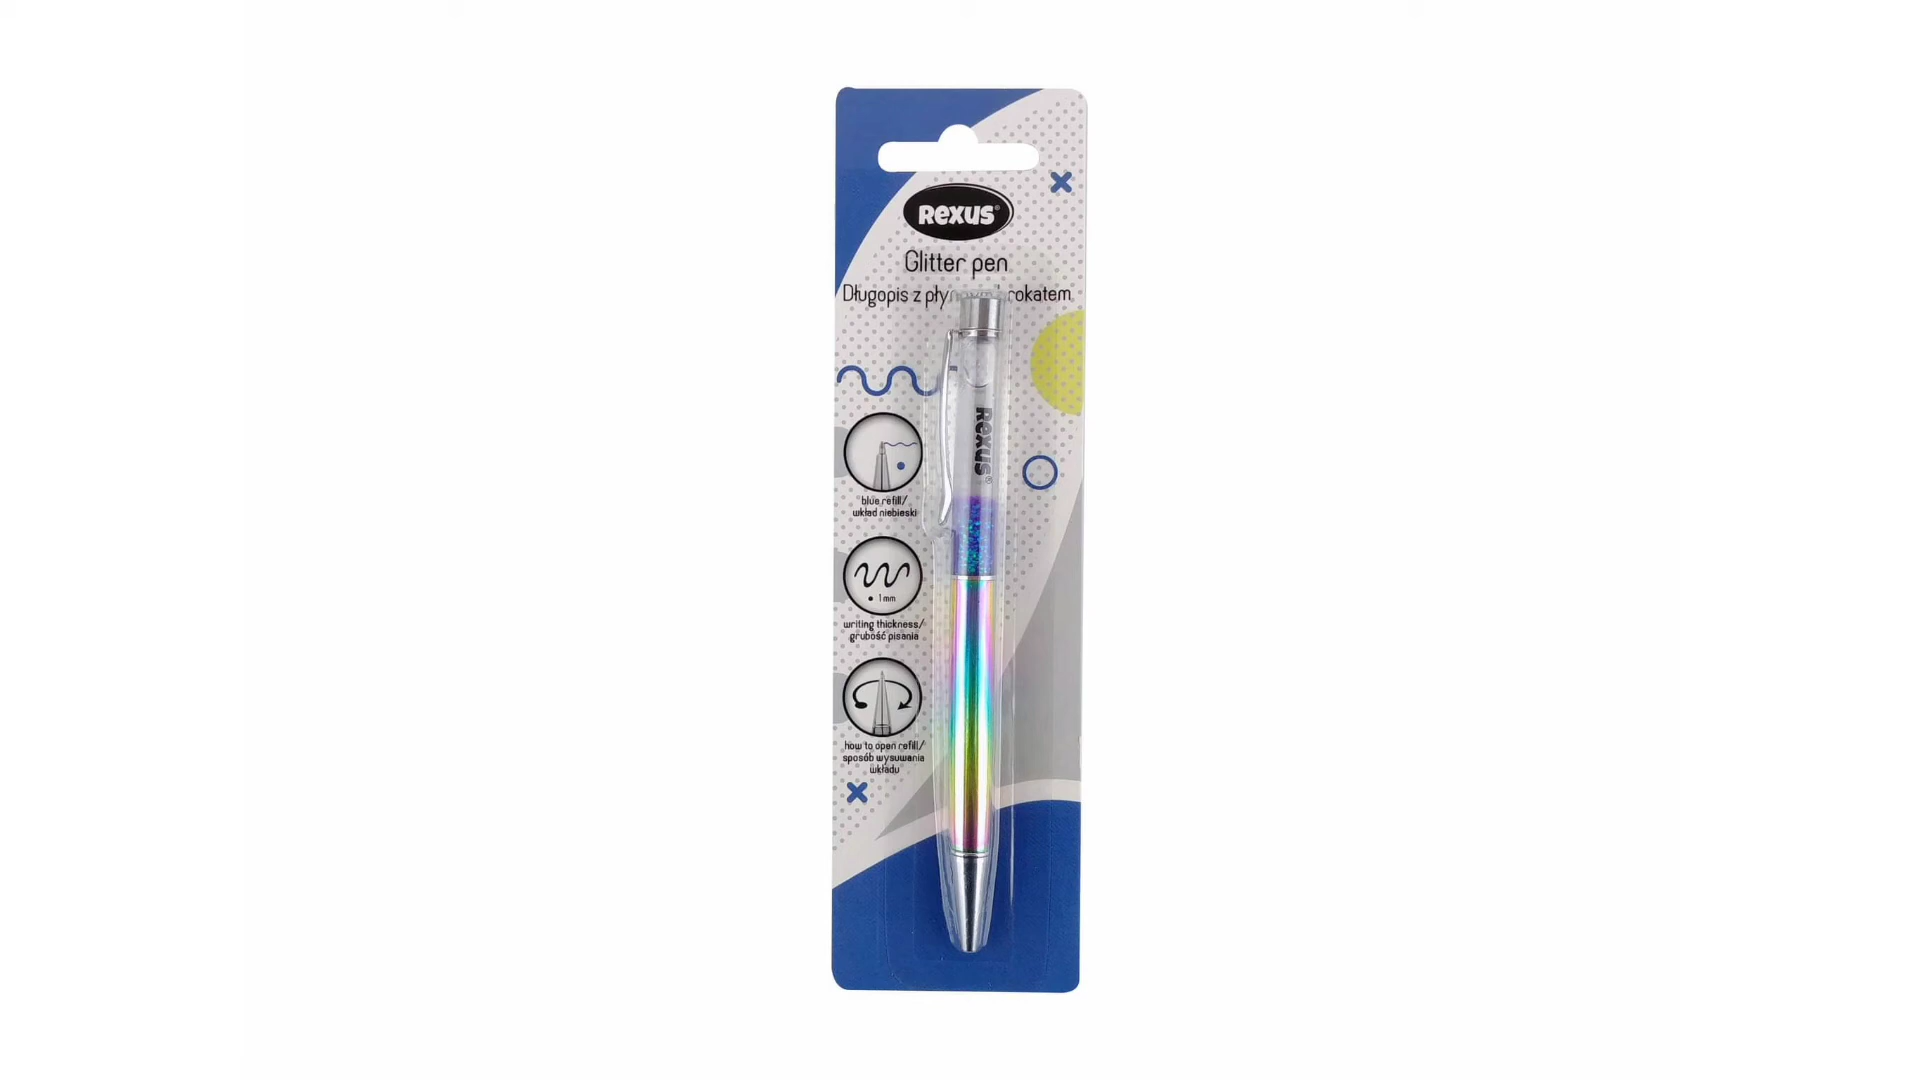 Rexus®
Glitter pen
Długopis z rokatem
Rexus®
blue refill/
wkład niebieski
1 mm
writing thickness/
grubość pisania
how to open refill/
sposób wysuwania
wkładu